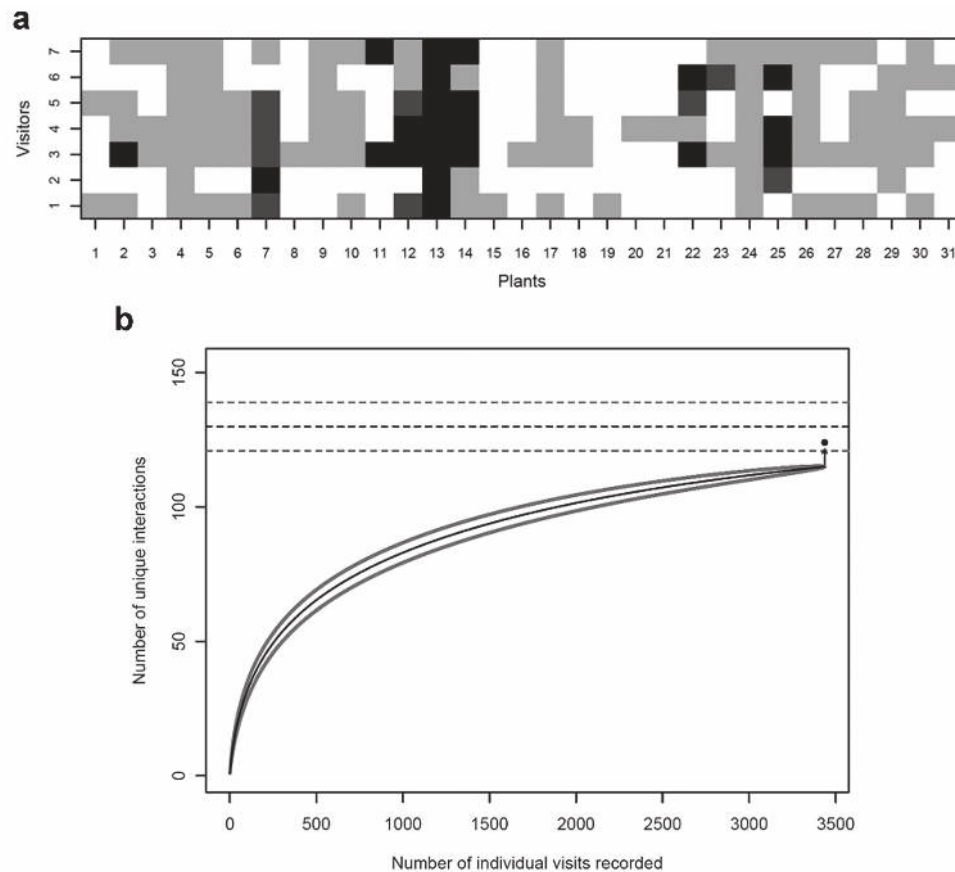 a
Visitors
7
6
5
4
3
2
1
1 2 3 4 5 6 7 8 9 10 11 12 13 14 15 16 17 18 19 20 21 22 23 24 25 26 27 28 29 30 31
Plants
b
Number of unique interactions
150
100
50
0
0 500 1000 1500 2000 2500 3000 3500
Number of individual visits recorded